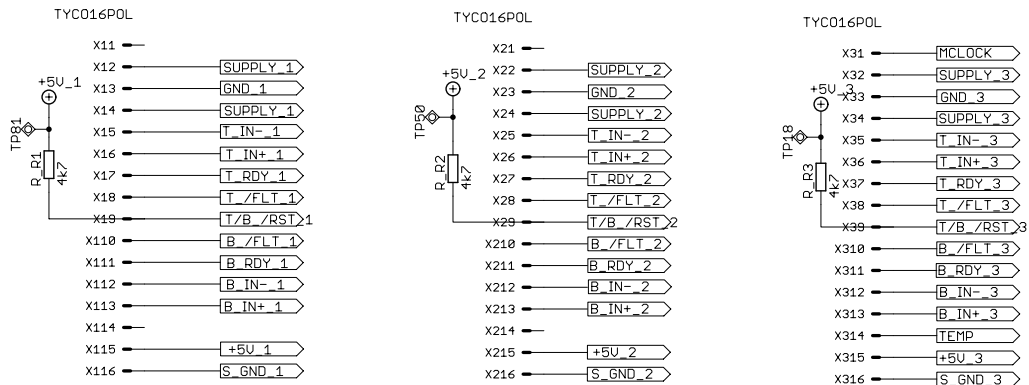 TYCO16POL
X11
X12 SUPPLY_1
X13 GND_1
X14 SUPPLY_1
X15 T_IN-_1
X16 T_IN+_1
X17 T_RDY_1
X18 T_/FLT_1
X19 T/B_/RST_1
X110 B_/FLT_1
X111 B_RDY_1
X112 B_IN-_1
X113 B_IN+_1
X114
X115 +5V_1
X116 S_GND_1
+5V_1
TP81
R_R1
4k7
TYCO16POL
X21
X22 SUPPLY_2
X23 GND_2
X24 SUPPLY_2
X25 T_IN-_2
X26 T_IN+_2
X27 T_RDY_2
X28 T_/FLT_2
X29 T/B_/RST_2
X210 B_/FLT_2
X211 B_RDY_2
X212 B_IN-_2
X213 B_IN+_2
X214
X215 +5V_2
X216 S_GND_2
+5V_2
TP50
R_R2
4k7
TYCO16POL
X31 MCLOCK
X32 SUPPLY_3
X33 GND_3
X34 SUPPLY_3
X35 T_IN-_3
X36 T_IN+_3
X37 T_RDY_3
X38 T_/FLT_3
X39 T/B_/RST_3
X310 B_/FLT_3
X311 B_RDY_3
X312 B_IN-_3
X313 B_IN+_3
X314 TEMP
X315 +5V_3
X316 S_GND_3
+5V_3
TP18
R_R3
4k7